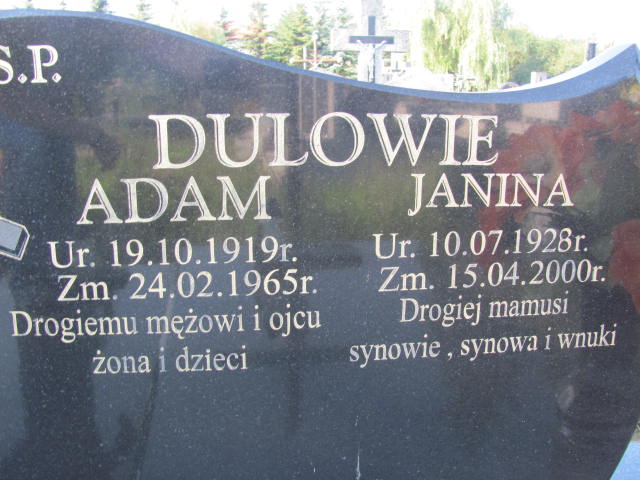 S.P.
DULOWIE
ADAM
Ur. 19.10.1919r.
Zm. 24.02.1965r.
Drogiemu mężowi i ojcu
żona i dzieci
JANINA
Ur. 10.07.1928r.
Zm. 15.04.2000r.
Drogiej mamusi
synowie , synowa i wnuki